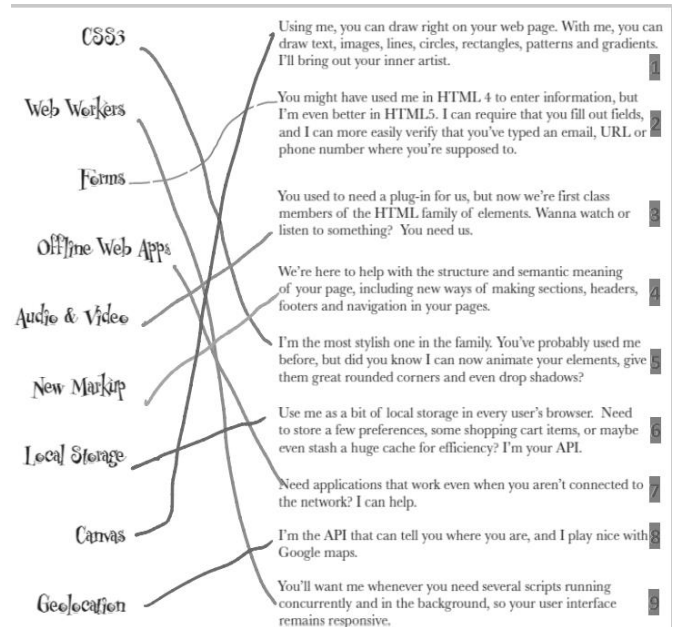 CSS3
Web Workers
Forms
Offline Web Apps
Audio & Video
New Markup
Local Storage
Canvas
Geolocation
Using me, you can draw right on your web page. With me, you can
draw text, images, lines, circles, rectangles, patterns and gradients.
I'll bring out your inner artist.
1
You might have used me in HTML 4 to enter information, but
I'm even better in HTML5. I can require that you fill out fields,
and I can more easily verify that you've typed an email, URL or
phone number where you're supposed to.
2
You used to need a plug-in for us, but now we're first class
members of the HTML family of elements. Wanna watch or
listen to something? You need us.
3
We're here to help with the structure and semantic meaning
of your page, including new ways of making sections, headers,
footers and navigation in your pages.
4
I'm the most stylish one in the family. You've probably used me
before, but did you know I can now animate your elements, give
them great rounded corners and even drop shadows?
5
Use me as a bit of local storage in every user's browser. Need
to store a few preferences, some shopping cart items, or maybe
even stash a huge cache for efficiency? I'm your API.
6
Need applications that work even when you aren't connected to
the network? I can help.
7
I'm the API that can tell you where you are, and I play nice with
Google maps.
8
You'll want me whenever you need several scripts running
concurrently and in the background, so your user interface
remains responsive.
9